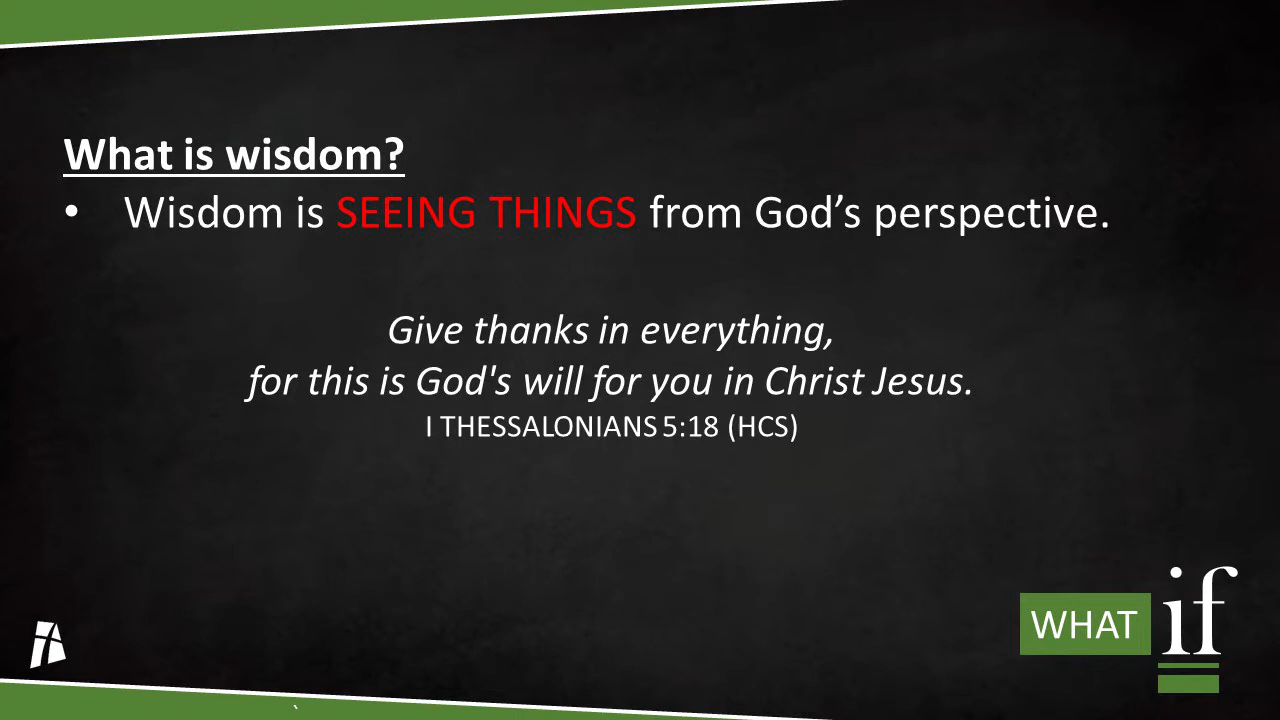 What is wisdom?
• Wisdom is SEEING THINGS from God’s perspective.
Give thanks in everything,
for this is God's will for you in Christ Jesus.
I THESSALONIANS 5:18 (HCS)
WHAT if
`